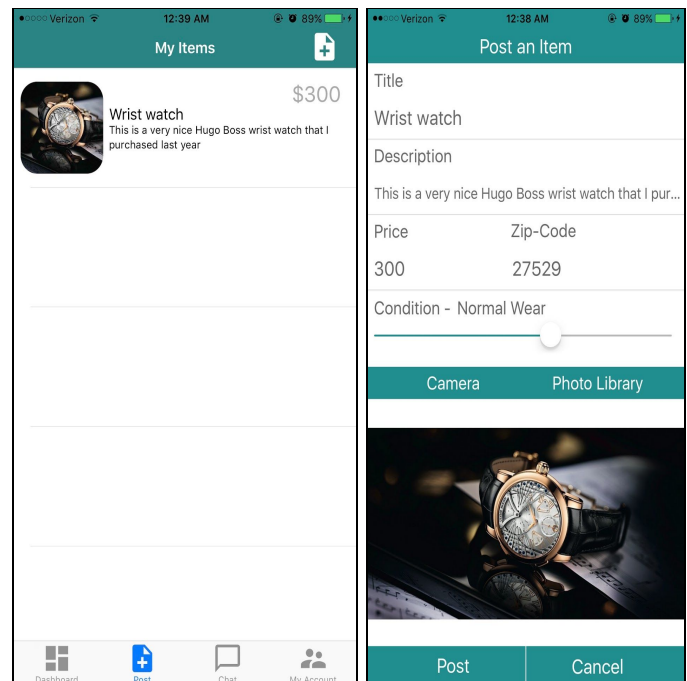 Verizon 12:39 AM 89%
My Items
$300
Wrist watch
This is a very nice Hugo Boss wrist watch that I
purchased last year
Dashboard Post Chat My Account
Verizon 12:38 AM 89%
Post an Item
Title
Wrist watch
Description
This is a very nice Hugo Boss wrist watch that I pur...
Price Zip-Code
300 27529
Condition - Normal Wear
Camera Photo Library
Post Cancel